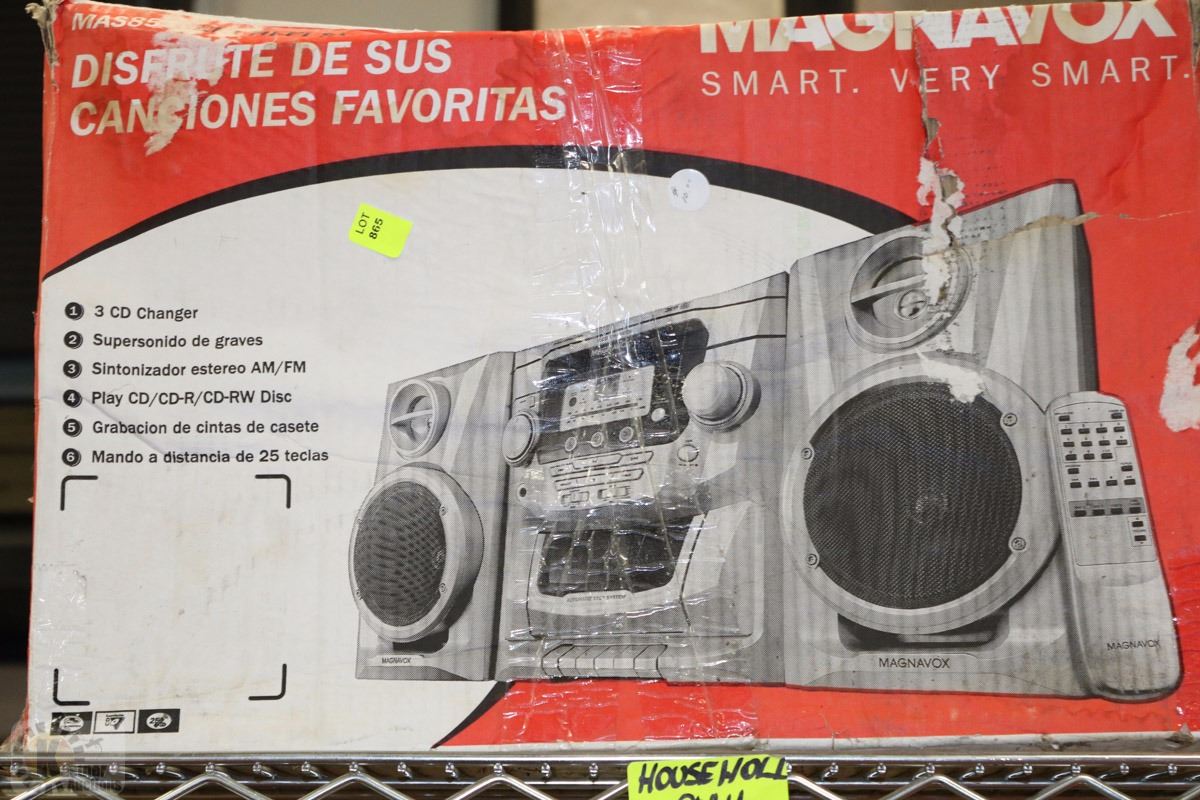 MAS85
DISFRUTE DE SUS
CANCIONES FAVORITAS
MAGNAVOX
SMART. VERY SMART.
LOT
865
1 3 CD Changer
2 Supersonido de graves
3 Sintonizador estereo AM/FM
4 Play CD/CD-R/CD-RW Disc
5 Grabacion de cintas de casete
6 Mando a distancia de 25 teclas
MAGNAVOX
MAGNAVOX
MAGNAVOX
HOUSEHOLD